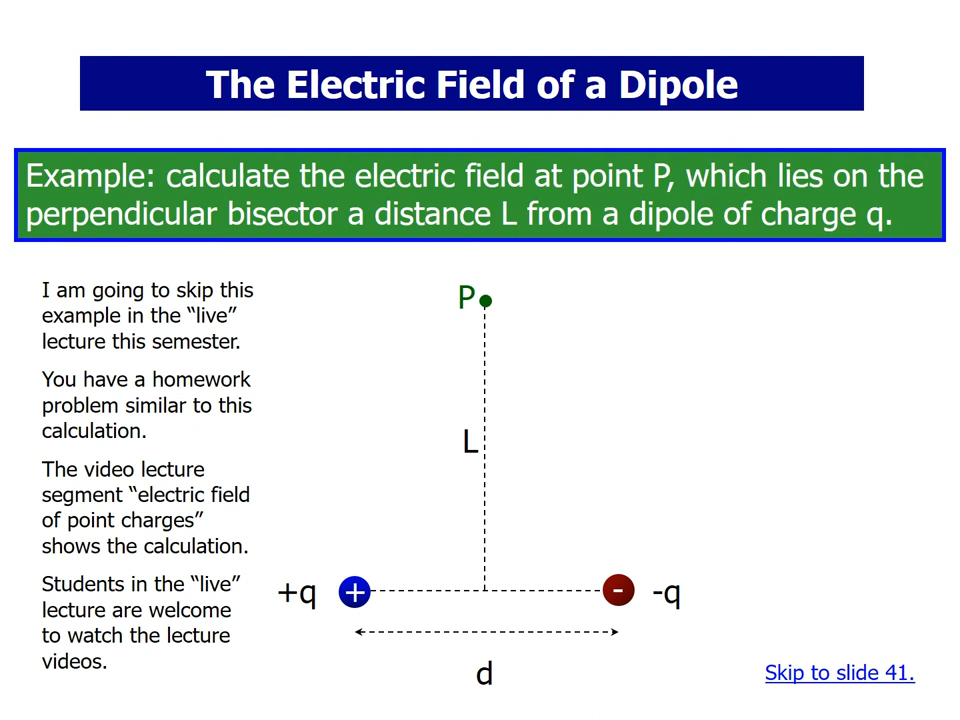 The Electric Field of a Dipole
Example: calculate the electric field at point P, which lies on the
perpendicular bisector a distance L from a dipole of charge q.
I am going to skip this
example in the “live”
lecture this semester.
You have a homework
problem similar to this
calculation.
The video lecture
segment “electric field
of point charges”
shows the calculation.
Students in the “live”
lecture are welcome
to watch the lecture
videos.
P
L
+q
+
-
-q
d
Skip to slide 41.